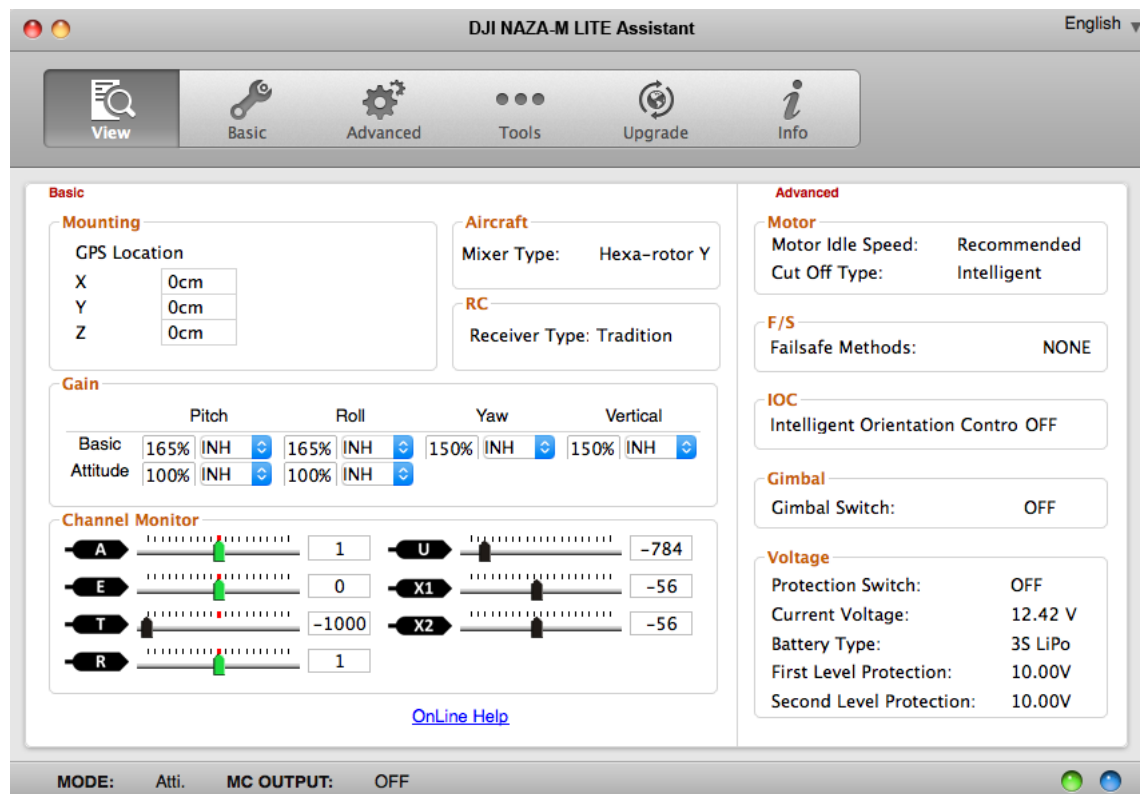 DJI NAZA-M LITE Assistant
English
View
Basic
Advanced
Tools
Upgrade
Info
Basic
Mounting
GPS Location
X 0cm
Y 0cm
Z 0cm
Aircraft
Mixer Type: Hexa-rotor Y
RC
Receiver Type: Tradition
Gain
Pitch Roll Yaw Vertical
Basic 165% INH 165% INH 150% INH 150% INH
Attitude 100% INH 100% INH
Channel Monitor
A 1 U -784
E 0 X1 -56
T -1000 X2 -56
R 1
OnLine Help
Advanced
Motor
Motor Idle Speed: Recommended
Cut Off Type: Intelligent
F/S
Failsafe Methods: NONE
IOC
Intelligent Orientation Contro OFF
Gimbal
Gimbal Switch: OFF
Voltage
Protection Switch: OFF
Current Voltage: 12.42 V
Battery Type: 3S LiPo
First Level Protection: 10.00V
Second Level Protection: 10.00V
MODE: Atti. MC OUTPUT: OFF